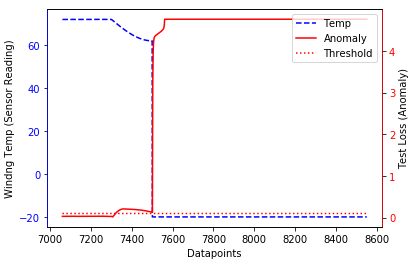 Temp
Anomaly
Threshold
Windng Temp (Sensor Reading)
60
40
20
0
−20
4
3
2
1
0
Test Loss (Anomaly)
7000 7200 7400 7600 7800 8000 8200 8400 8600
Datapoints